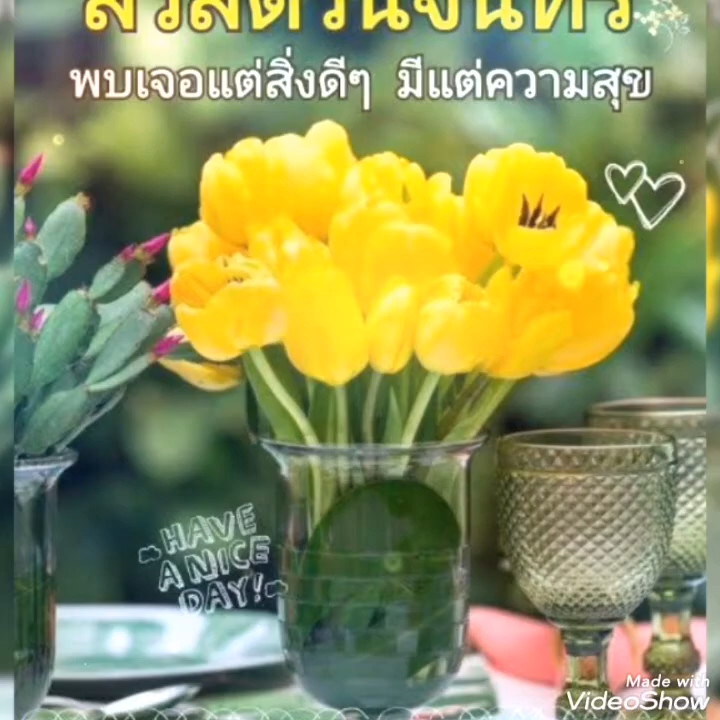 สวัสดีวันจันทร์
พบเจอแต่สิ่งดีๆ มีแต่ความสุข
HAVE
A NICE
DAY!
Made with
VideoShow